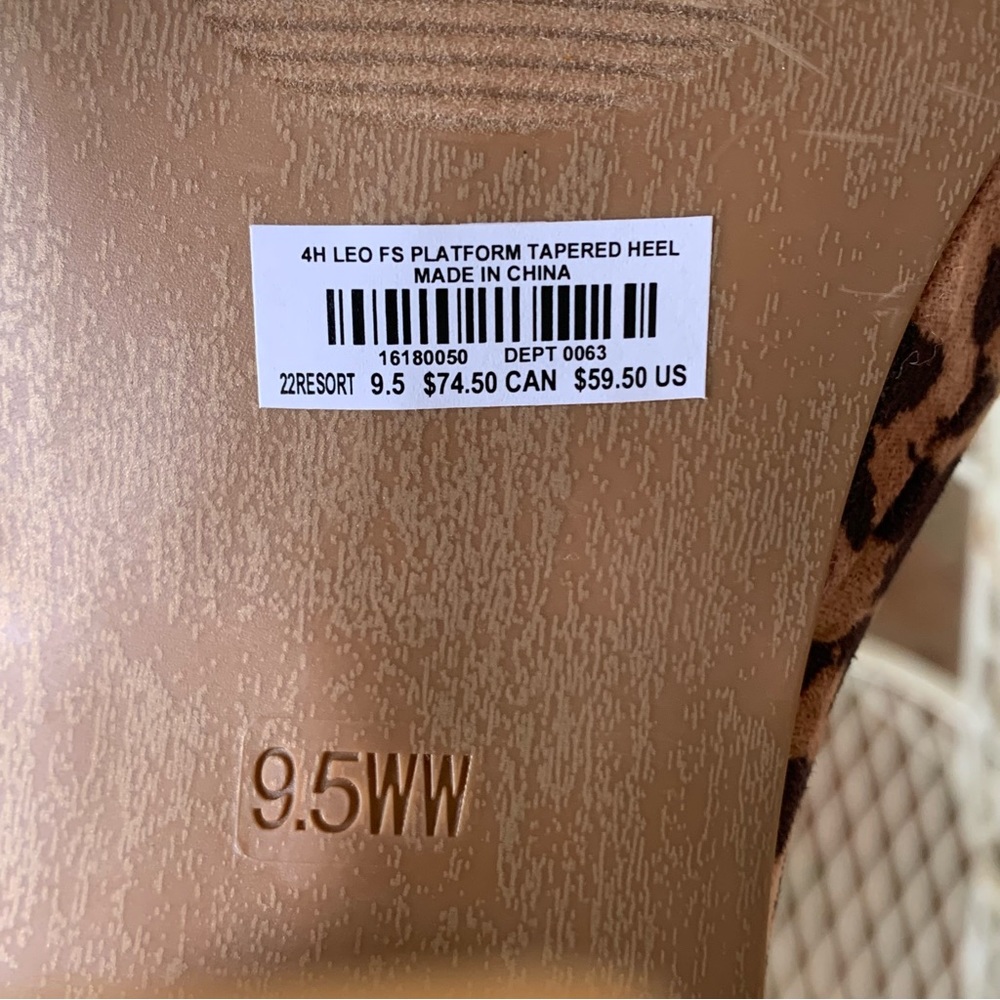 4H LEO FS PLATFORM TAPERED HEEL
MADE IN CHINA
16180050 DEPT 0063
22RESORT 9.5 $74.50 CAN $59.50 US
9.5WW